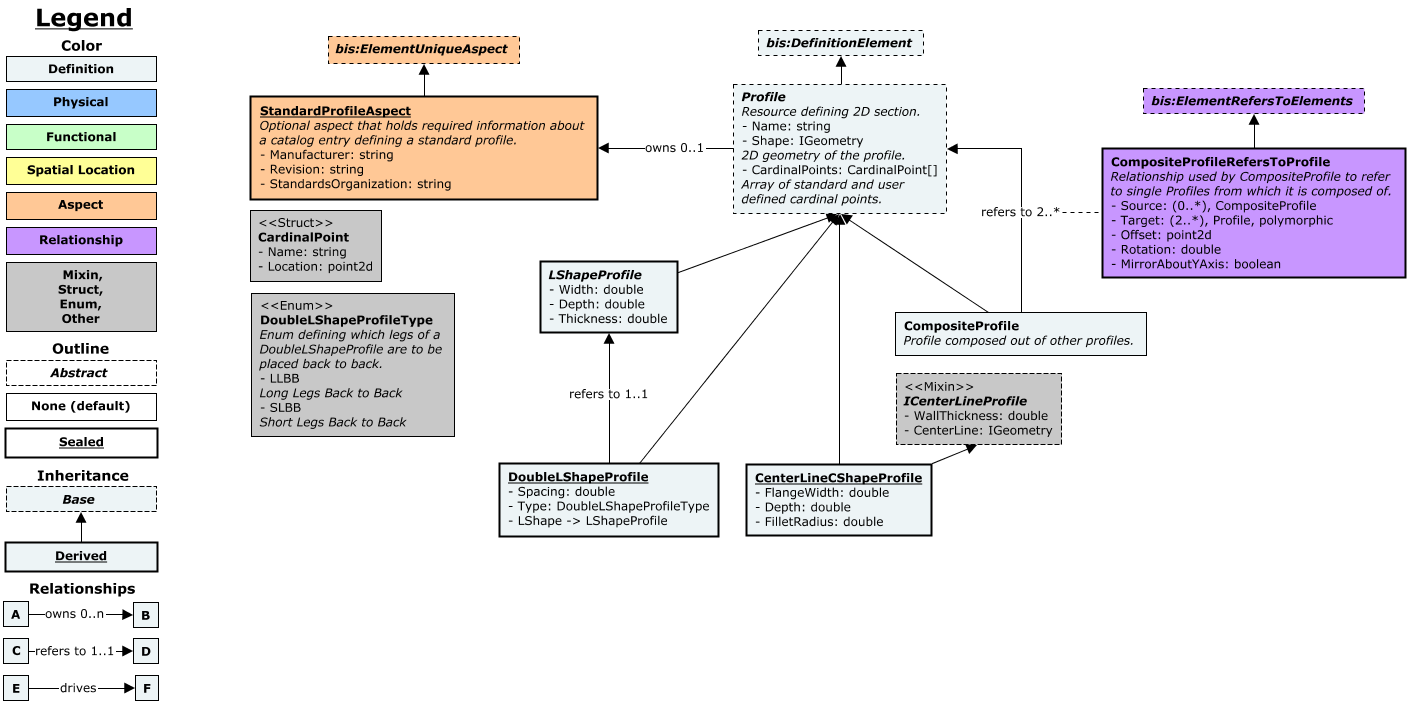 Legend
Color
Definition
Physical
Functional
Spatial Location
Aspect
Relationship
Mixin,
Struct,
Enum,
Other
Outline
Abstract
None (default)
Sealed
Inheritance
Base
Derived
Relationships
A owns 0..n B
C refers to 1..1 D
E drives F
bis:ElementUniqueAspect
StandardProfileAspect
Optional aspect that holds required information about
a catalog entry defining a standard profile.
- Manufacturer: string
- Revision: string
- StandardsOrganization: string
<<Struct>>
CardinalPoint
- Name: string
- Location: point2d
<<Enum>>
DoubleLShapeProfileType
Enum defining which legs of a
DoubleLShapeProfile are to be
placed back to back.
- LLBB
Long Legs Back to Back
- SLBB
Short Legs Back to Back
owns 0..1
bis:DefinitionElement
Profile
Resource defining 2D section.
- Name: string
- Shape: IGeometry
2D geometry of the profile.
- CardinalPoints: CardinalPoint[]
Array of standard and user
defined cardinal points.
LShapeProfile
- Width: double
- Depth: double
- Thickness: double
refers to 1..1
DoubleLShapeProfile
- Spacing: double
- Type: DoubleLShapeProfileType
- LShape -> LShapeProfile
CenterLineCShapeProfile
- FlangeWidth: double
- Depth: double
- FilletRadius: double
<<Mixin>>
ICenterLineProfile
- WallThickness: double
- CenterLine: IGeometry
CompositeProfile
Profile composed out of other profiles.
refers to 2..*
bis:ElementRefersToElements
CompositeProfileRefersToProfile
Relationship used by CompositeProfile to refer
to single Profiles from which it is composed of.
- Source: (0..*), CompositeProfile
- Target: (2..*), Profile, polymorphic
- Offset: point2d
- Rotation: double
- MirrorAboutYAxis: boolean